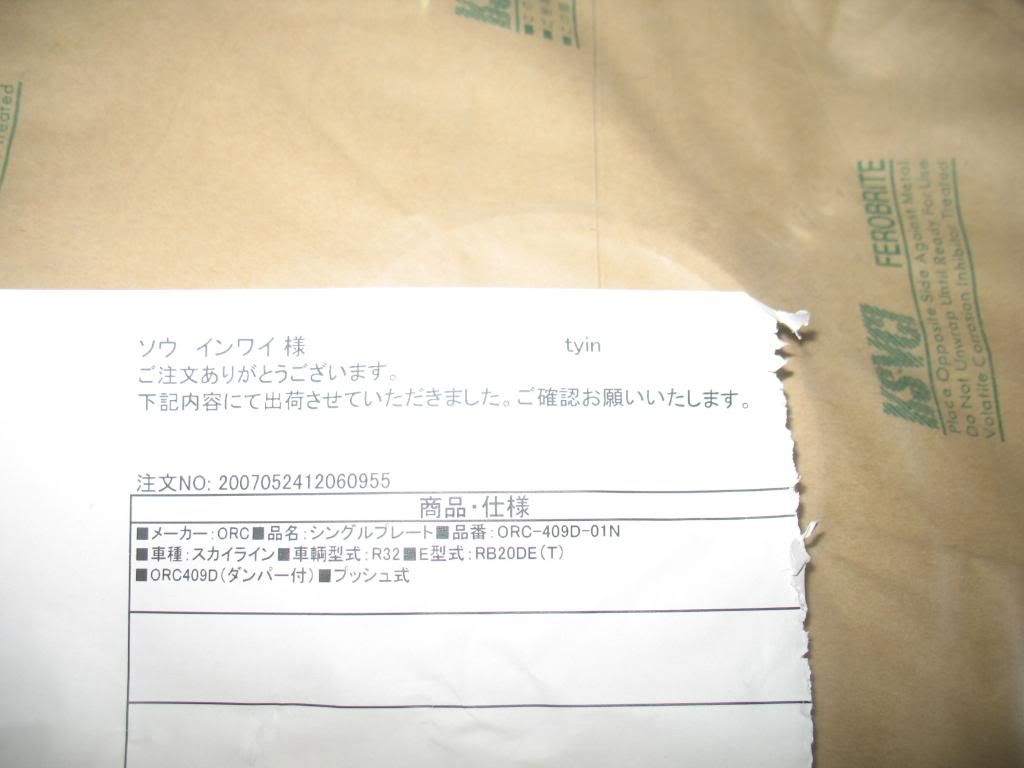 ソウ インワイ 様 tyin
ご注文ありがとうございます。
下記内容にて出荷させていただきました。ご確認お願いいたします。
注文NO: 2007052412060955
商品・仕様
■メーカー:ORC■品名:シングルプレート■品番:ORC-409D-01N
■車種:スカイライン■車輌型式:R32■E型式:RB20DE(T)
■ORC409D(ダンパー付)■プッシュ式
KSVCI FEROBRITE
Place Opposite Side Against Metal
Do Not Unwrap Until Ready For Use
Volatile Corrosion Inhibitor Treated
Treated